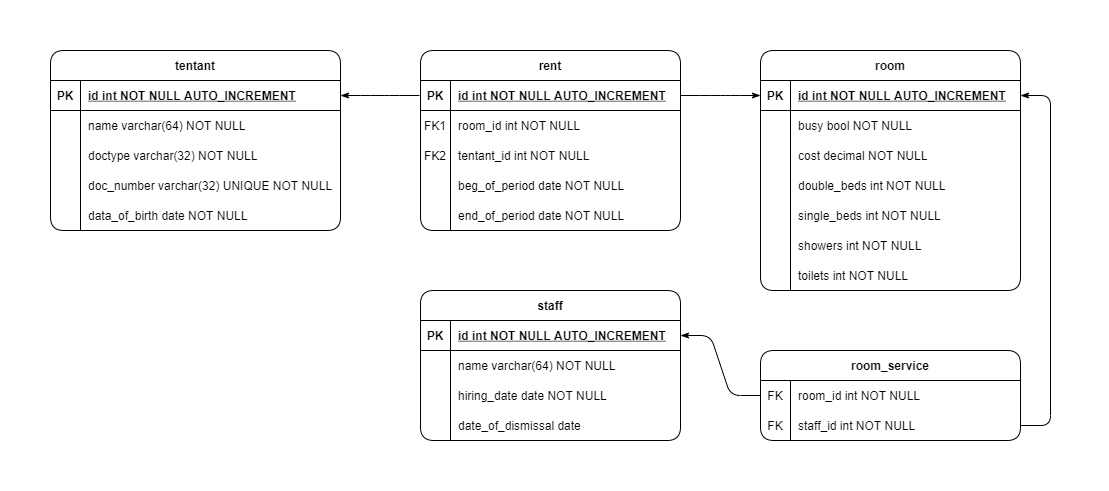 tentant
PK id int NOT NULL AUTO_INCREMENT
name varchar(64) NOT NULL
doctype varchar(32) NOT NULL
doc_number varchar(32) UNIQUE NOT NULL
data_of_birth date NOT NULL
rent
PK id int NOT NULL AUTO_INCREMENT
FK1 room_id int NOT NULL
FK2 tentant_id int NOT NULL
beg_of_period date NOT NULL
end_of_period date NOT NULL
room
PK id int NOT NULL AUTO_INCREMENT
busy bool NOT NULL
cost decimal NOT NULL
double_beds int NOT NULL
single_beds int NOT NULL
showers int NOT NULL
toilets int NOT NULL
staff
PK id int NOT NULL AUTO_INCREMENT
name varchar(64) NOT NULL
hiring_date date NOT NULL
date_of_dismissal date
room_service
FK room_id int NOT NULL
FK staff_id int NOT NULL